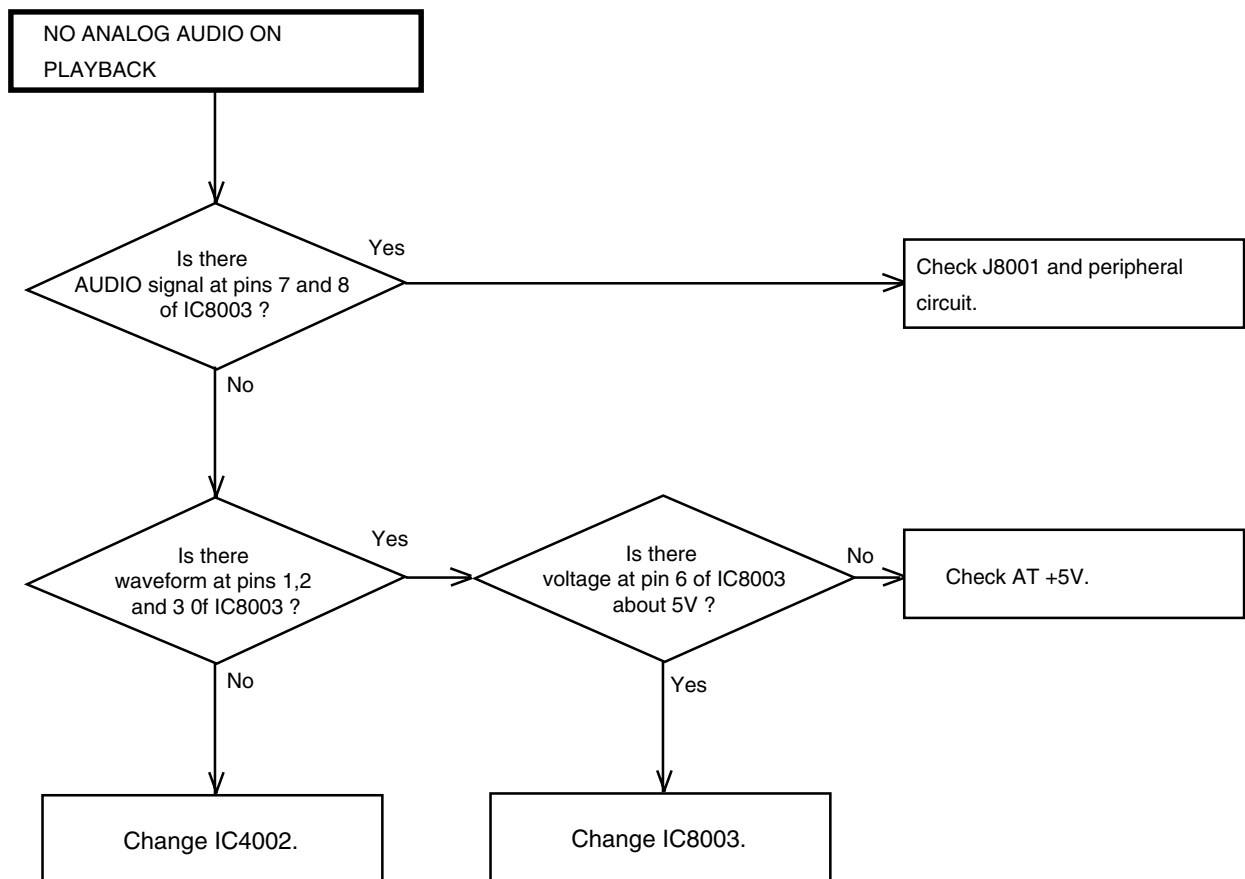 NO ANALOG AUDIO ON
PLAYBACK
Is there
AUDIO signal at pins 7 and 8
of IC8003 ?
Yes
Check J8001 and peripheral
circuit.
No
Is there
waveform at pins 1,2
and 3 0f IC8003 ?
Yes
Is there
voltage at pin 6 of IC8003
about 5V ?
No
Check AT +5V.
No
Yes
Change IC4002.
Change IC8003.